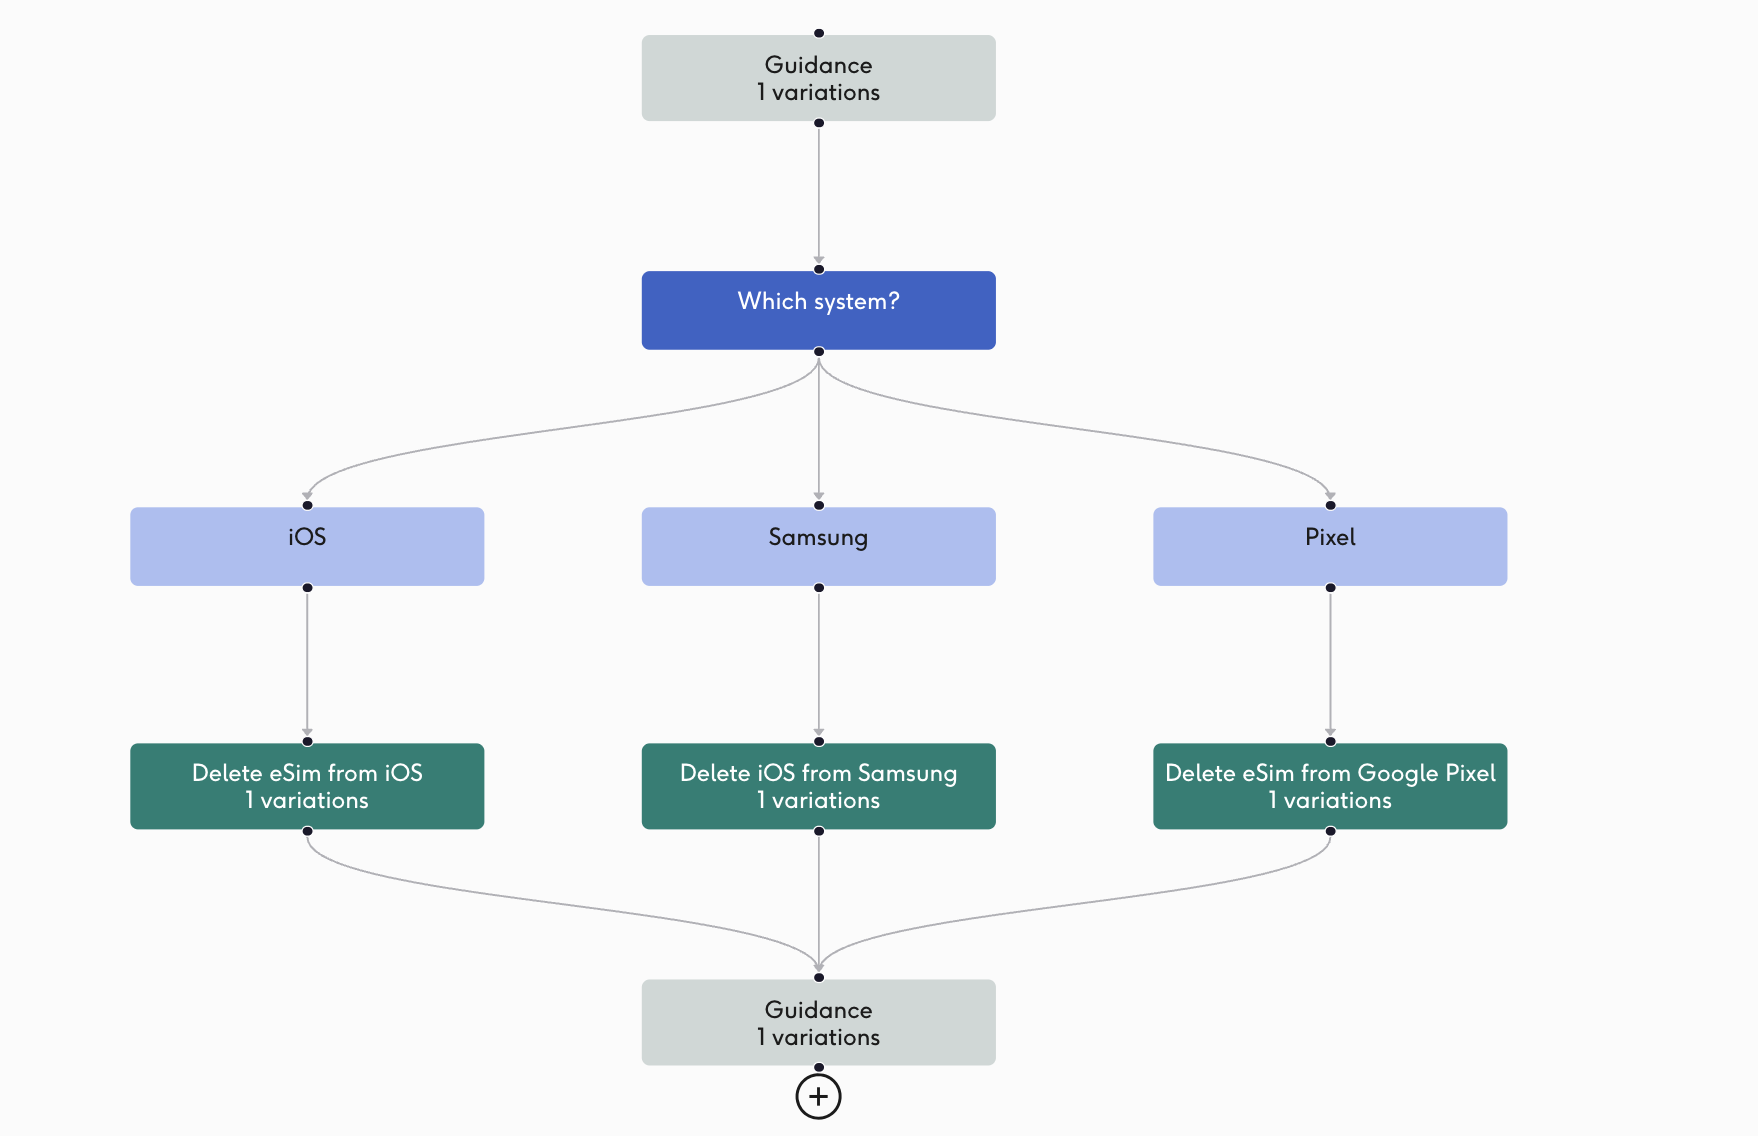 Guidance
1 variations
Which system?
iOS
Samsung
Pixel
Delete eSim from iOS
1 variations
Delete iOS from Samsung
1 variations
Delete eSim from Google Pixel
1 variations
Guidance
1 variations